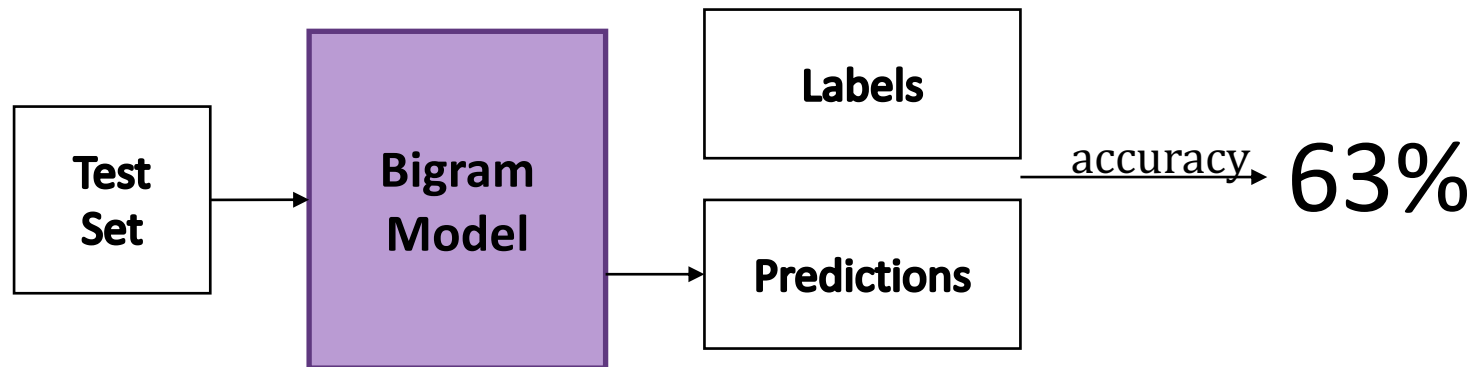 Test
Set
Bigram
Model
Labels
Predictions
accuracy
63%